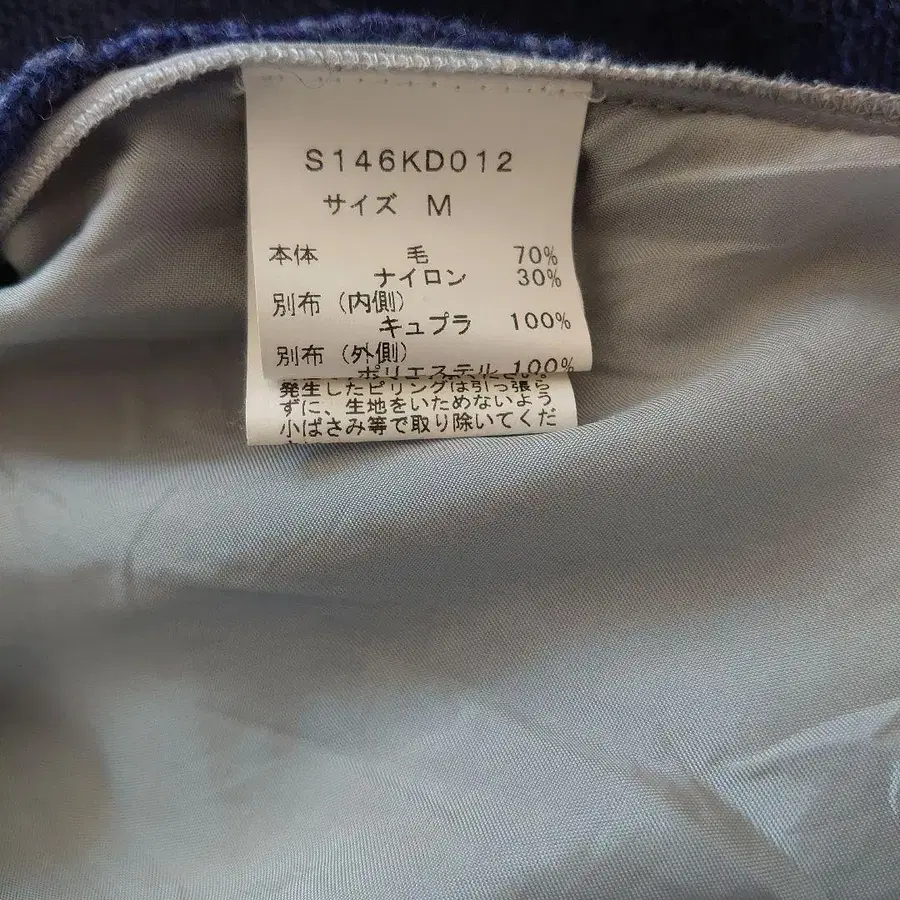 S146KD012
サイズ M
本体 毛 70%
ナイロン 30%
別布 (内側)
キュプラ 100%
別布 (外側)
ポリエステル 100%
発生したピリングは引っ張ら
ずに、生地をいためないよう
小ばさみ等で取り除いてくだ